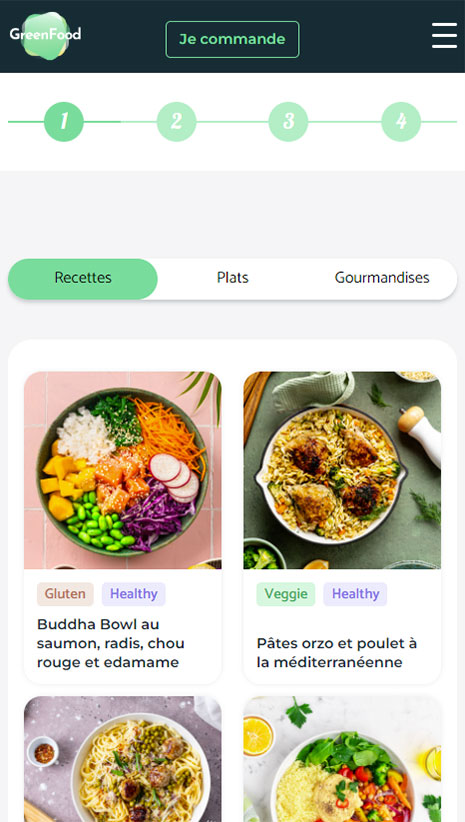 GreenFood
Je commande
1
2
3
4
Recettes
Plats
Gourmandises
Gluten
Healthy
Buddha Bowl au
saumon, radis, chou
rouge et edamame
Veggie
Healthy
Pâtes orzo et poulet à
la méditerranéenne